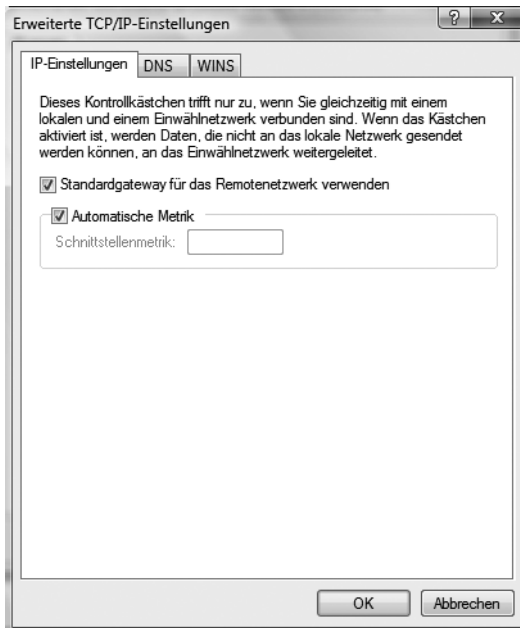 Erweiterte TCP/IP-Einstellungen
? X
IP-Einstellungen DNS WINS
Dieses Kontrollkästchen trifft nur zu, wenn Sie gleichzeitig mit einem
lokalen und einem Einwählnetzwerk verbunden sind. Wenn das Kästchen
aktiviert ist, werden Daten, die nicht an das lokale Netzwerk gesendet
werden können, an das Einwählnetzwerk weitergeleitet.
Standardgateway für das Remotenetzwerk verwenden
Automatische Metrik
Schnittstellenmetrik:
OK Abbrechen